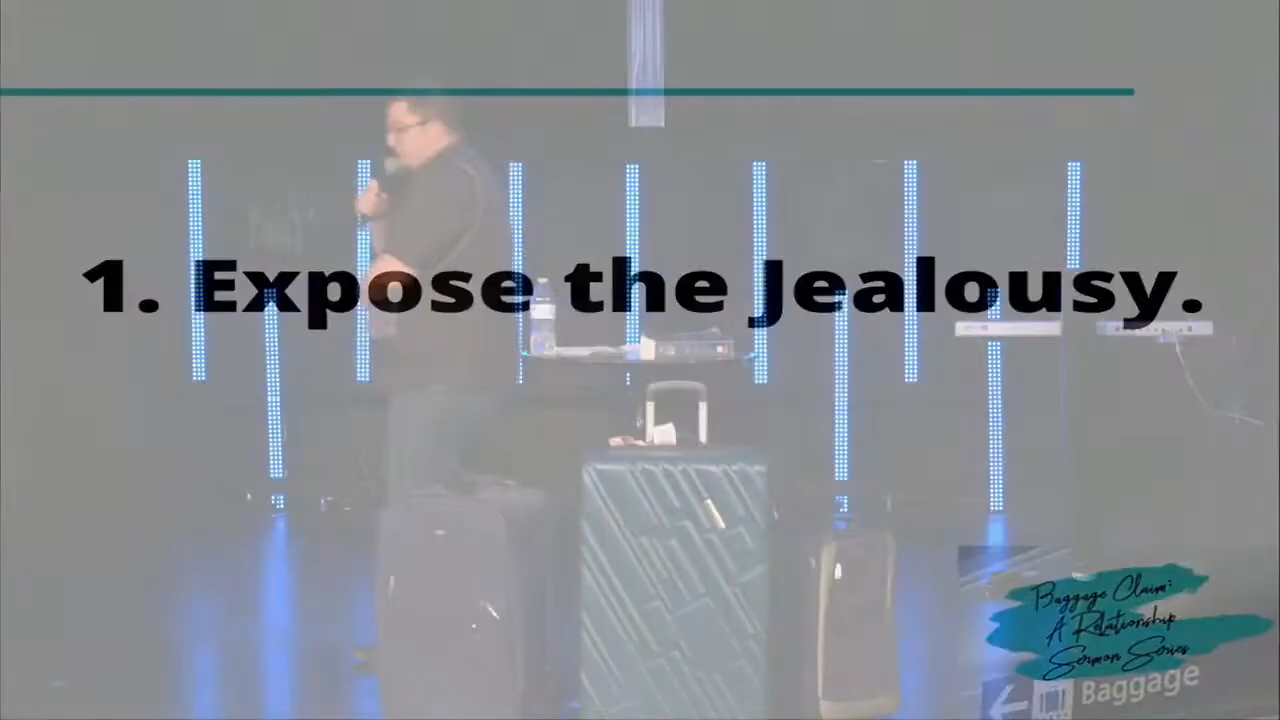 1. Expose the Jealousy.
Baggage Claim:
A Relationship
Sermon Series
Baggage